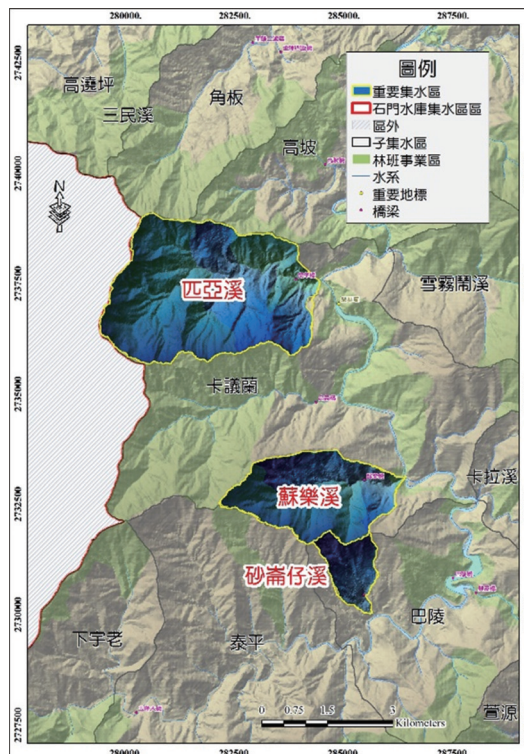 280000.
282500.
285000.
287500.
圖例
重要集水區
石門水庫集水區區
區外
子集水區
林班事業區
水系
重要地標
橋梁
2742500
2740000
2737500
2735000
2732500
2730000
2727500
高遶坪
三民溪
角板
高坡
N
匹亞溪
雪霧鬧溪
卡議蘭
蘇樂溪
卡拉溪
砂崙仔溪
巴陵
下宇老
泰平
萱源
0 0.75 1.5 3
Kilometers
280000
282500
285000
287500